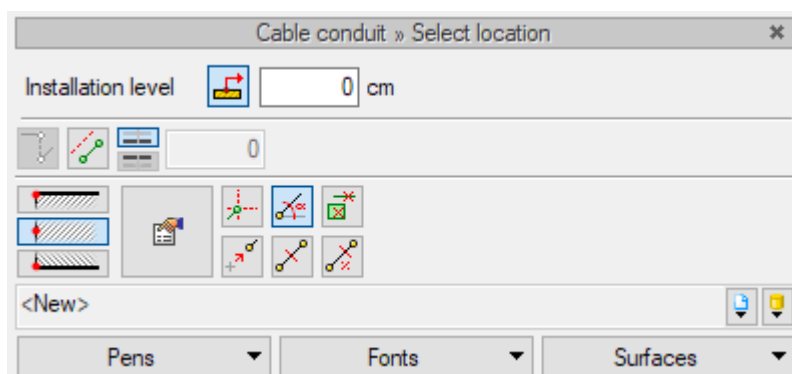 Cable conduit » Select location
Installation level 0 cm
0
<New>
Pens Fonts Surfaces